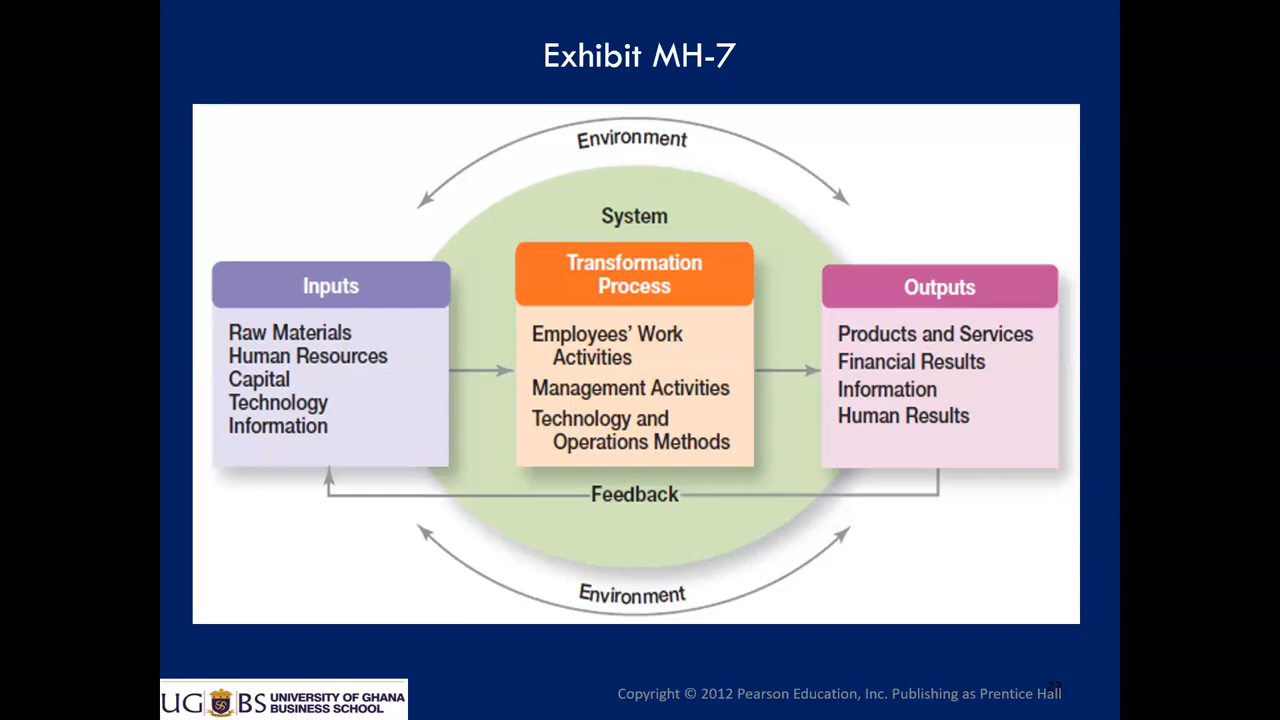 Exhibit MH-7
Environment
System
Inputs
Raw Materials
Human Resources
Capital
Technology
Information
Transformation
Process
Employees’ Work
Activities
Management Activities
Technology and
Operations Methods
Outputs
Products and Services
Financial Results
Information
Human Results
Feedback
Environment
UGBS UNIVERSITY OF GHANA
BUSINESS SCHOOL
Copyright © 2012 Pearson Education, Inc. Publishing as Prentice Hall